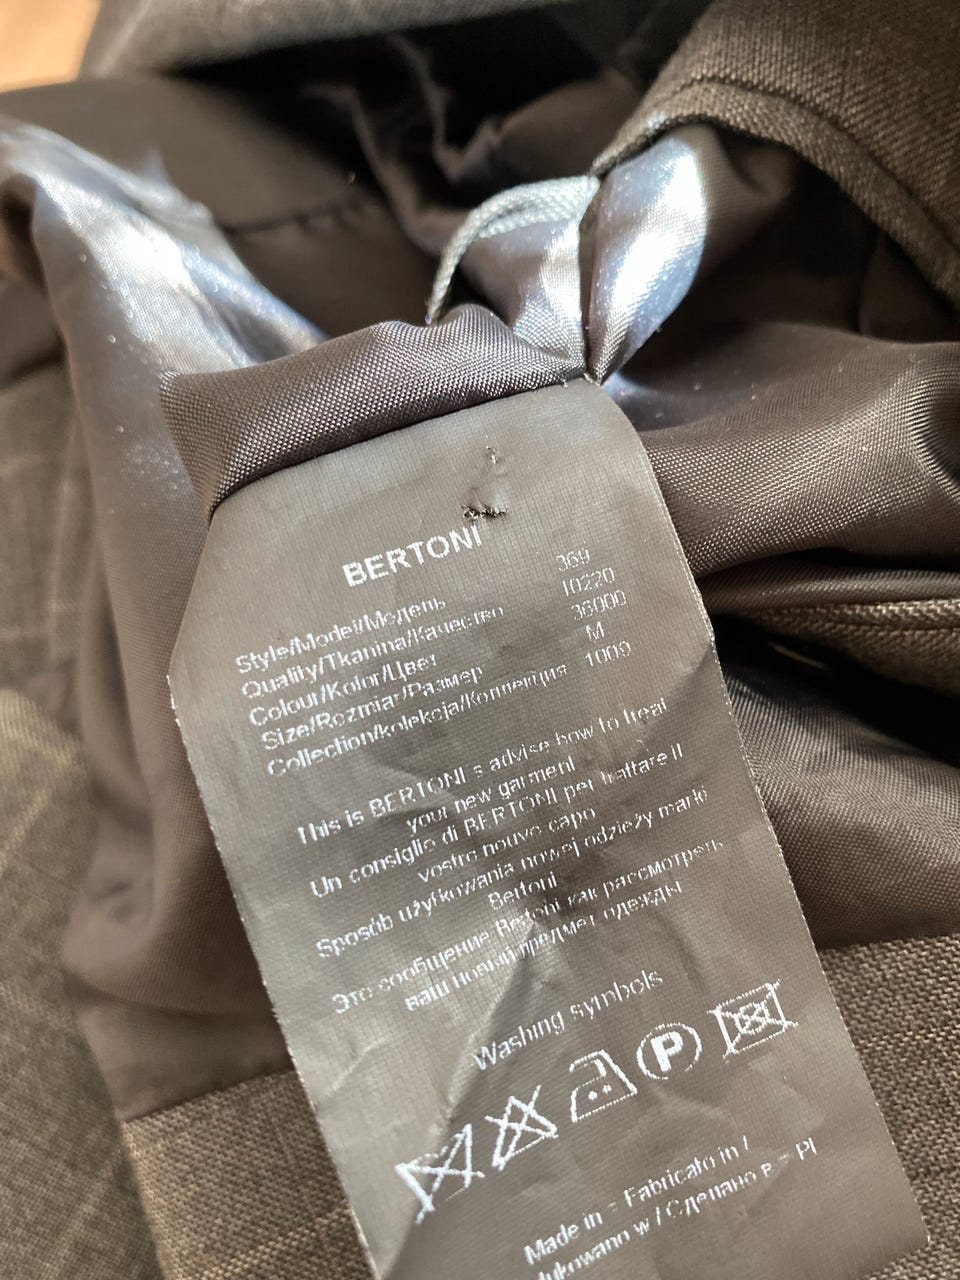 BERTONI
Style/Model/Модель 369
Quality/Tkanina/Качество 10220
Colour/Kolor/Цвет 36000
Size/Rozmiar/Размер M
Collection/kolekcja/Коллекция 1009
This is BERTONI s advise how to treat
your new garment
Un consiglio di BERTONI per trattare il
vostro nouvo capo
Sposób użytkowania nowej odzieży marki
Bertoni
Это сообщение Bertoni как рассмотреть
ваш новый предмет одежды
Washing symbols
P
Made in - Fabricato in /
dukowano w / Сделано в - Pl